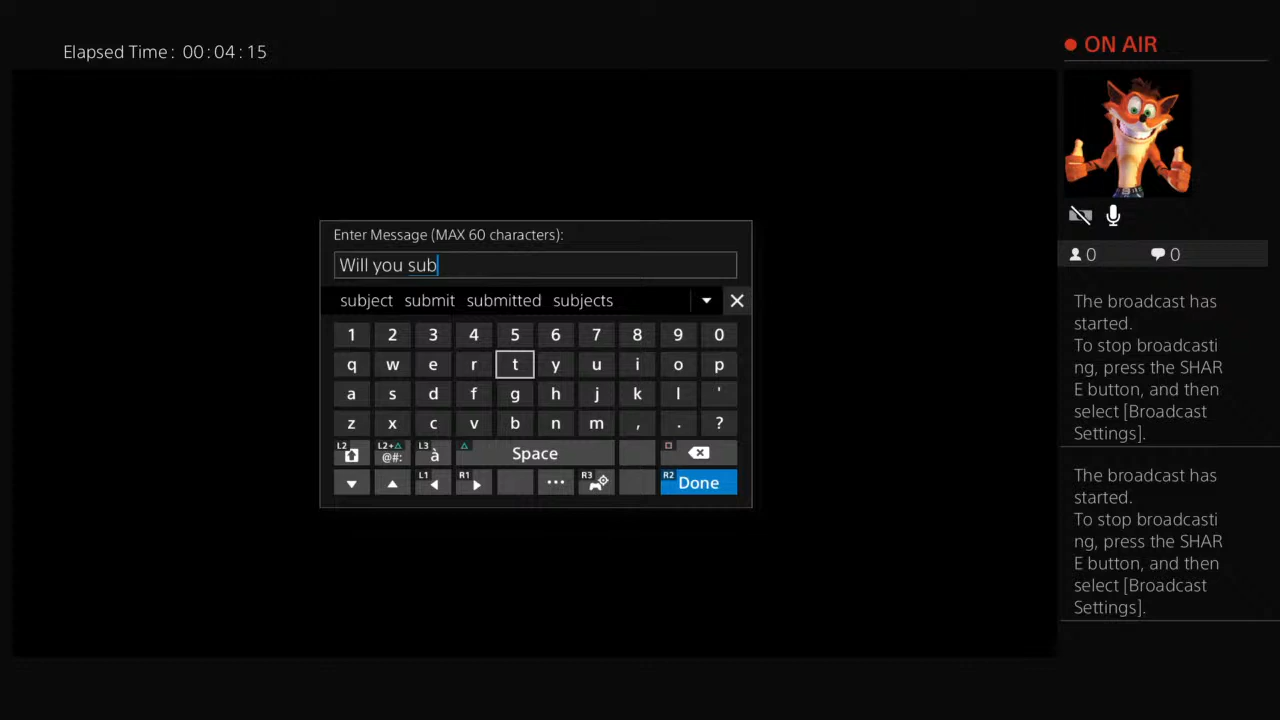 Elapsed Time: 00:04:15
ON AIR
0 0
Enter Message (MAX 60 characters):
Will you sub
subject submit submitted subjects
1 2 3 4 5 6 7 8 9 0
q w e r t y u i o p
a s d f g h j k l '
z x c v b n m , . ?
L2 L2+△ @#: L3 à △ Space
L1 R1 ... R3 R2 Done
The broadcast has
started.
To stop broadcasti
ng, press the SHAR
E button, and then
select [Broadcast
Settings].
The broadcast has
started.
To stop broadcasti
ng, press the SHAR
E button, and then
select [Broadcast
Settings].